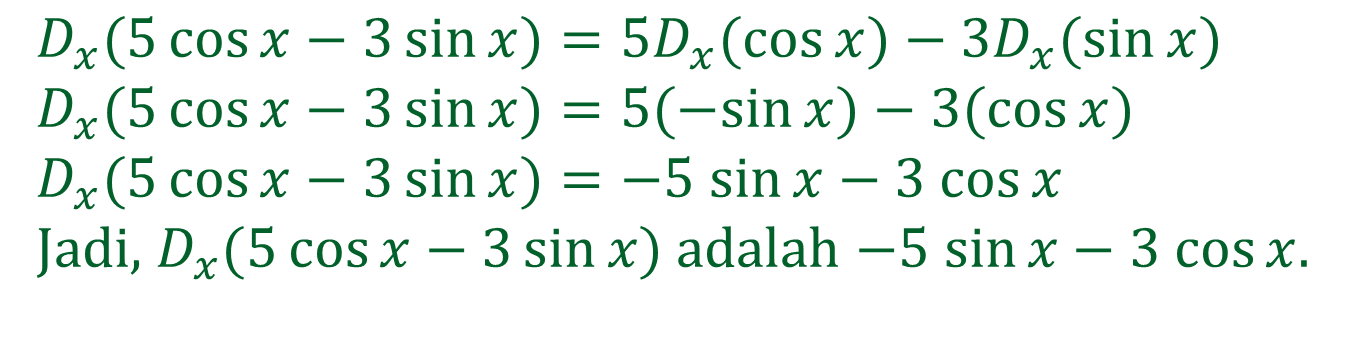 Dₓ(5 cos x − 3 sin x) = 5Dₓ(cos x) − 3Dₓ(sin x)
Dₓ(5 cos x − 3 sin x) = 5(−sin x) − 3(cos x)
Dₓ(5 cos x − 3 sin x) = −5 sin x − 3 cos x
Jadi, Dₓ(5 cos x − 3 sin x) adalah −5 sin x − 3 cos x.